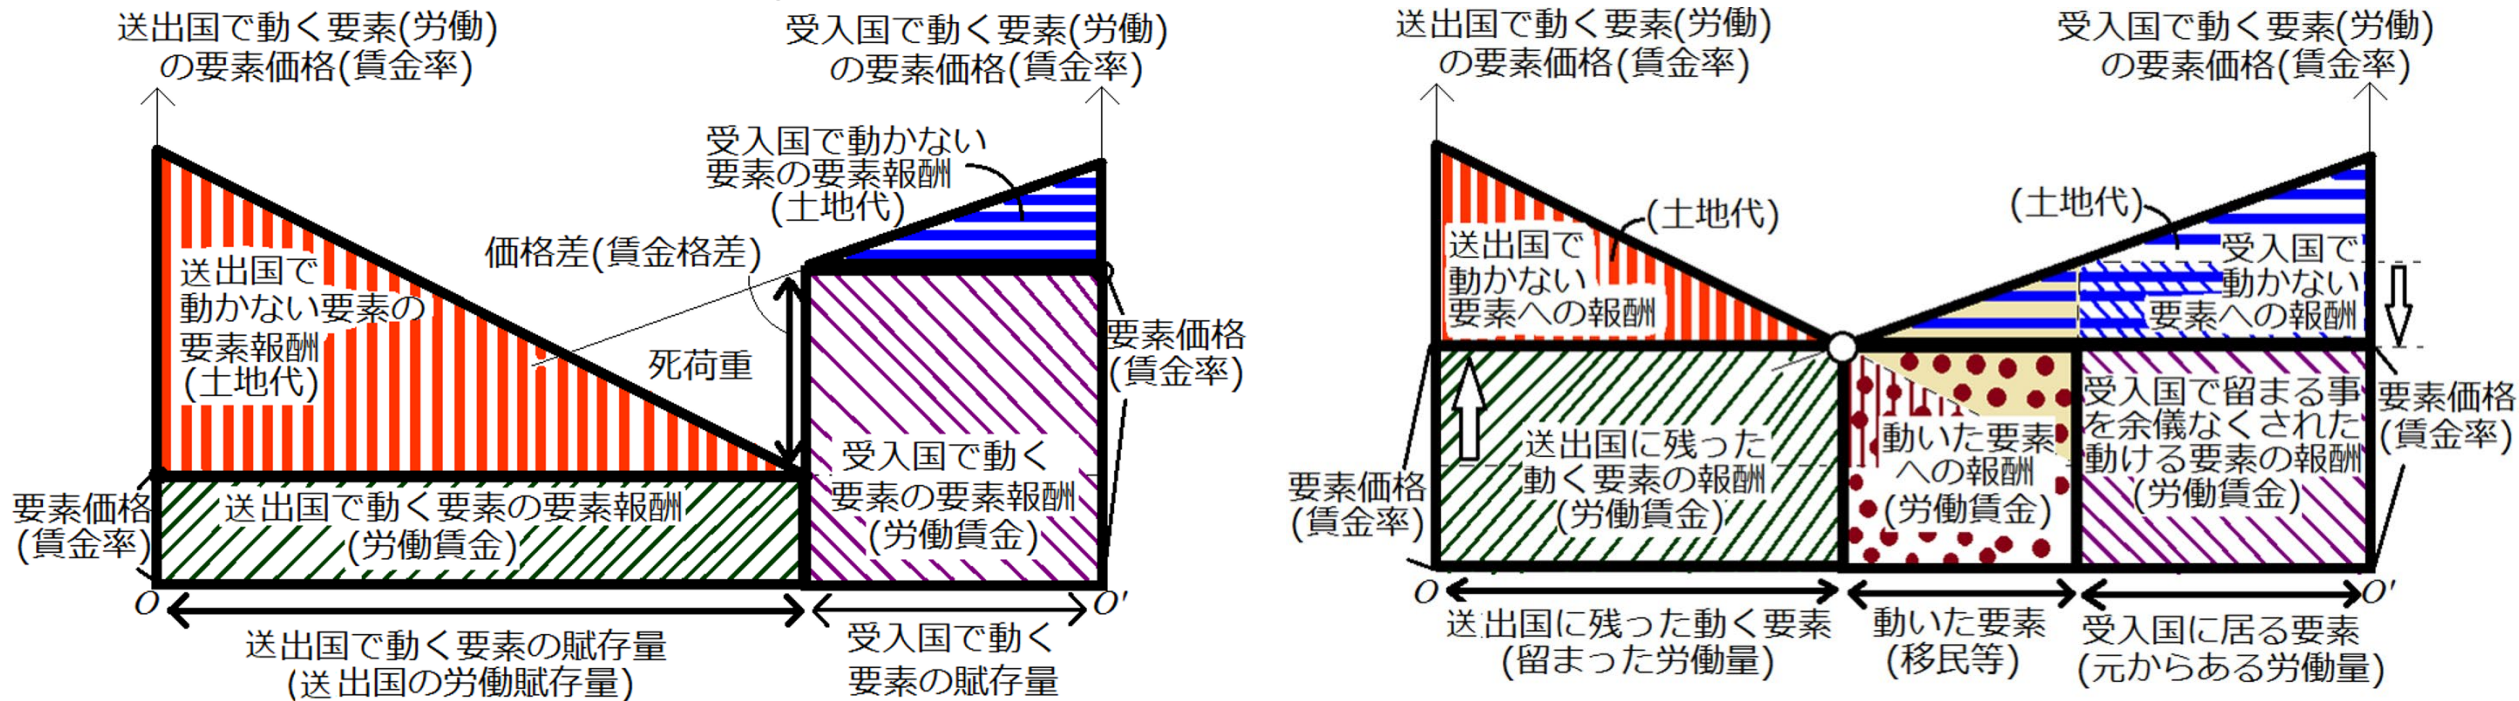 送出国で動く要素(労働)
の要素価格(賃金率)
受入国で動く要素(労働)
の要素価格(賃金率)
受入国で動かない
要素の要素報酬
(土地代)
価格差(賃金格差)
送出国で
動かない要素の
要素報酬
(土地代)
死荷重
要素価格
(賃金率)
受入国で動く
要素の要素報酬
(労働賃金)
要素価格
(賃金率)
送出国で動く要素の要素報酬
(労働賃金)
O
O'
送出国で動く要素の賦存量
(送出国の労働賦存量)
受入国で動く
要素の賦存量
送出国で動く要素(労働)
の要素価格(賃金率)
受入国で動く要素(労働)
の要素価格(賃金率)
(土地代)
(土地代)
送出国で
動かない
要素への報酬
受入国で
動かない
要素への報酬
要素価格
(賃金率)
送出国に残った
動く要素の報酬
(労働賃金)
動いた要素
への報酬
(労働賃金)
受入国で留まる事
を余儀なくされた
動ける要素の報酬
(労働賃金)
要素価格
(賃金率)
O
O'
送出国に残った動く要素
(留まった労働量)
動いた要素
(移民等)
受入国に居る要素
(元からある労働量)